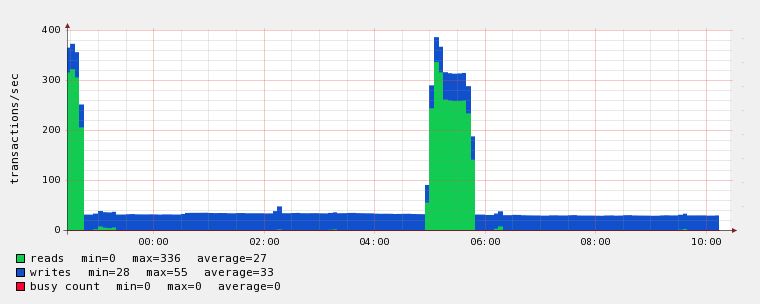 transactions/sec
400
300
200
100
0
00:00 02:00 04:00 06:00 08:00 10:00
reads min=0 max=336 average=27
writes min=28 max=55 average=33
busy count min=0 max=0 average=0